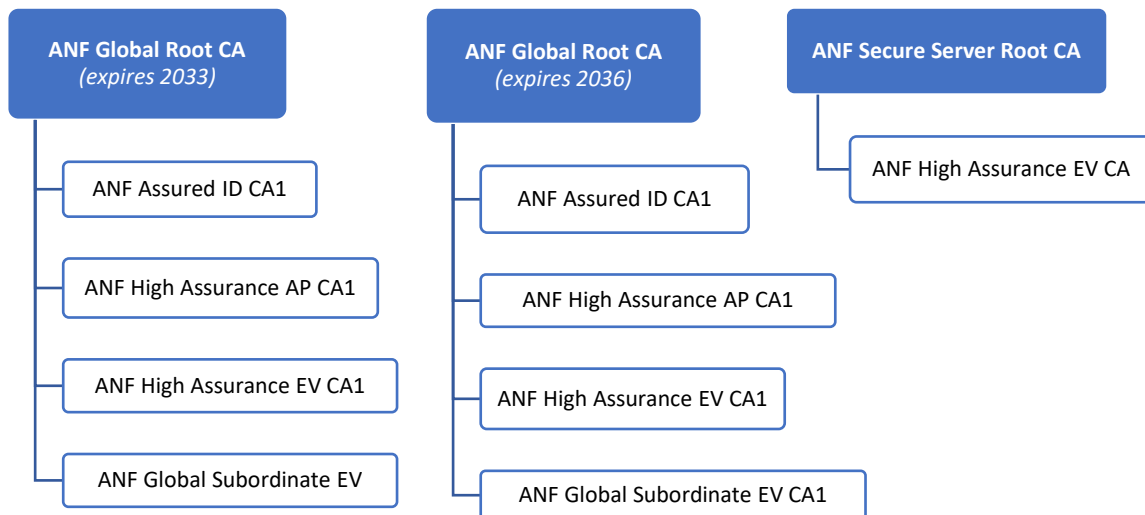 ANF Global Root CA
(expires 2033)
ANF Assured ID CA1
ANF High Assurance AP CA1
ANF High Assurance EV CA1
ANF Global Subordinate EV
ANF Global Root CA
(expires 2036)
ANF Assured ID CA1
ANF High Assurance AP CA1
ANF High Assurance EV CA1
ANF Global Subordinate EV CA1
ANF Secure Server Root CA
ANF High Assurance EV CA